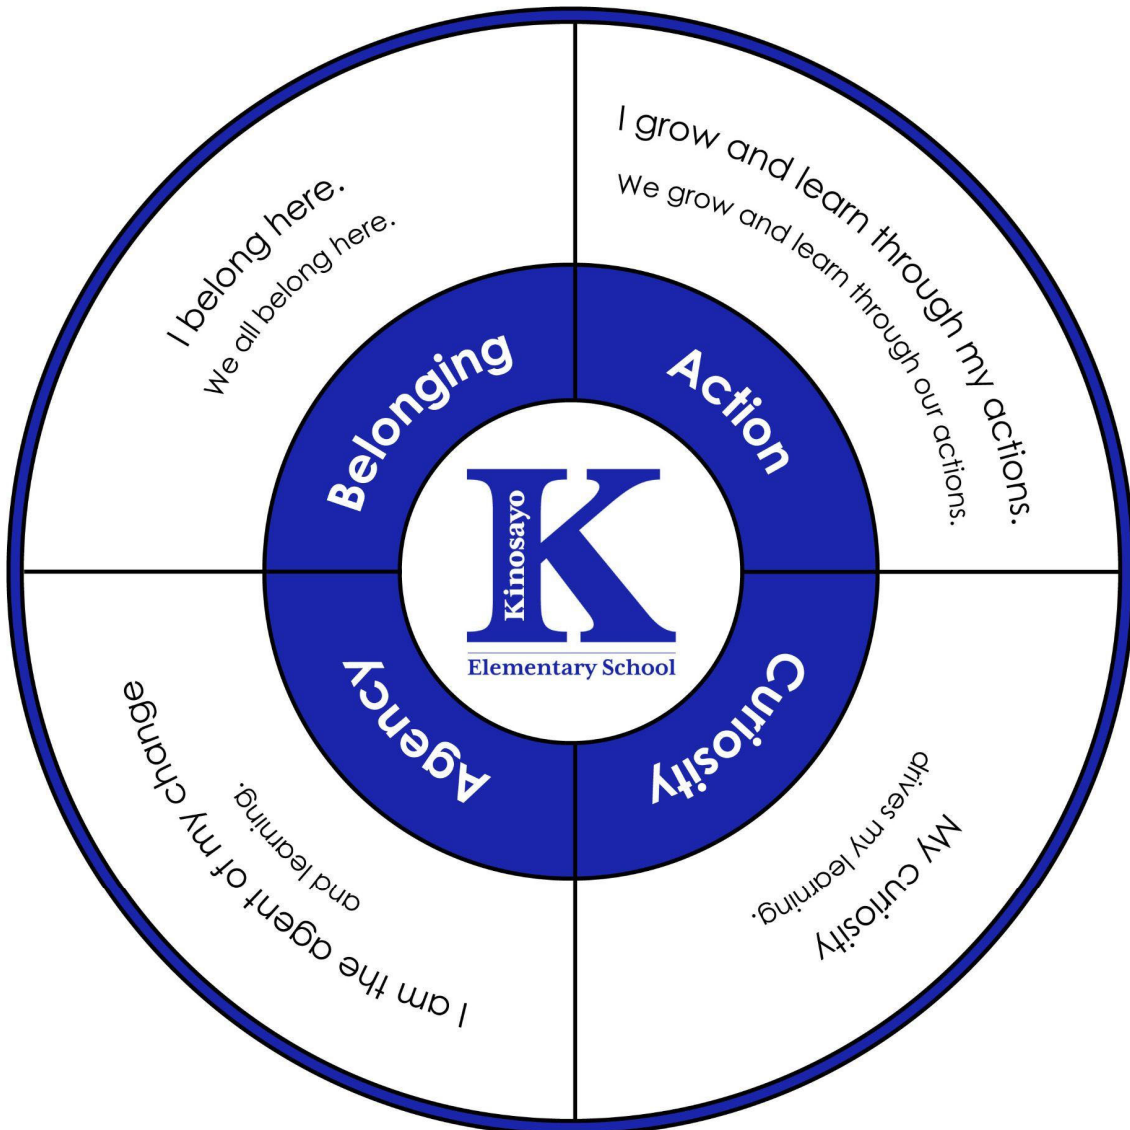 I belong here.
We all belong here.
Belonging
I grow and learn through my actions.
We grow and learn through our actions.
Action
My curiosity
drives my learning.
Curiosity
I am the agent of my change
and learning.
Agency
Kinosayo
K
Elementary School